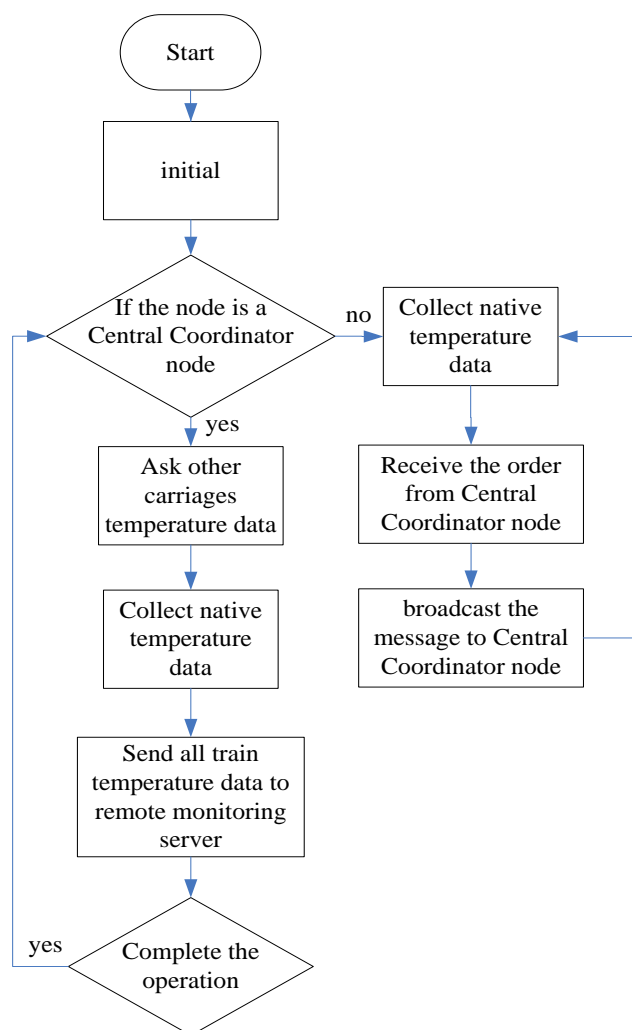 Start
initial
If the node is a
Central Coordinator
node
no
yes
Collect native
temperature
data
Receive the order
from Central
Coordinator node
broadcast the
message to Central
Coordinator node
Ask other
carriages
temperature data
Collect native
temperature
data
Send all train
temperature data to
remote monitoring
server
yes
Complete the
operation